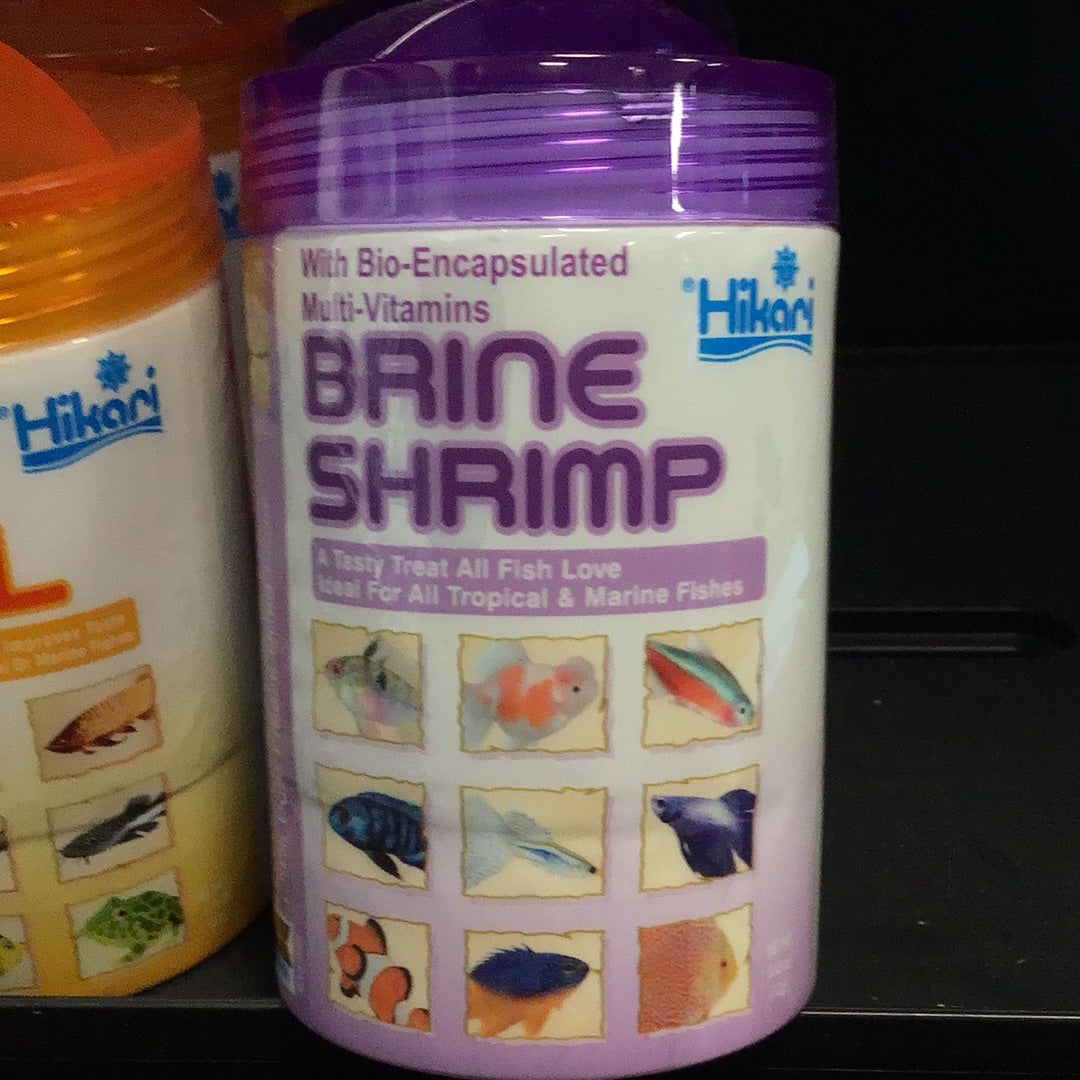 With Bio-Encapsulated
Multi-Vitamins
Hikari
BRINE
SHRIMP
A Tasty Treat All Fish Love
Ideal For All Tropical & Marine Fishes
Hikari
L